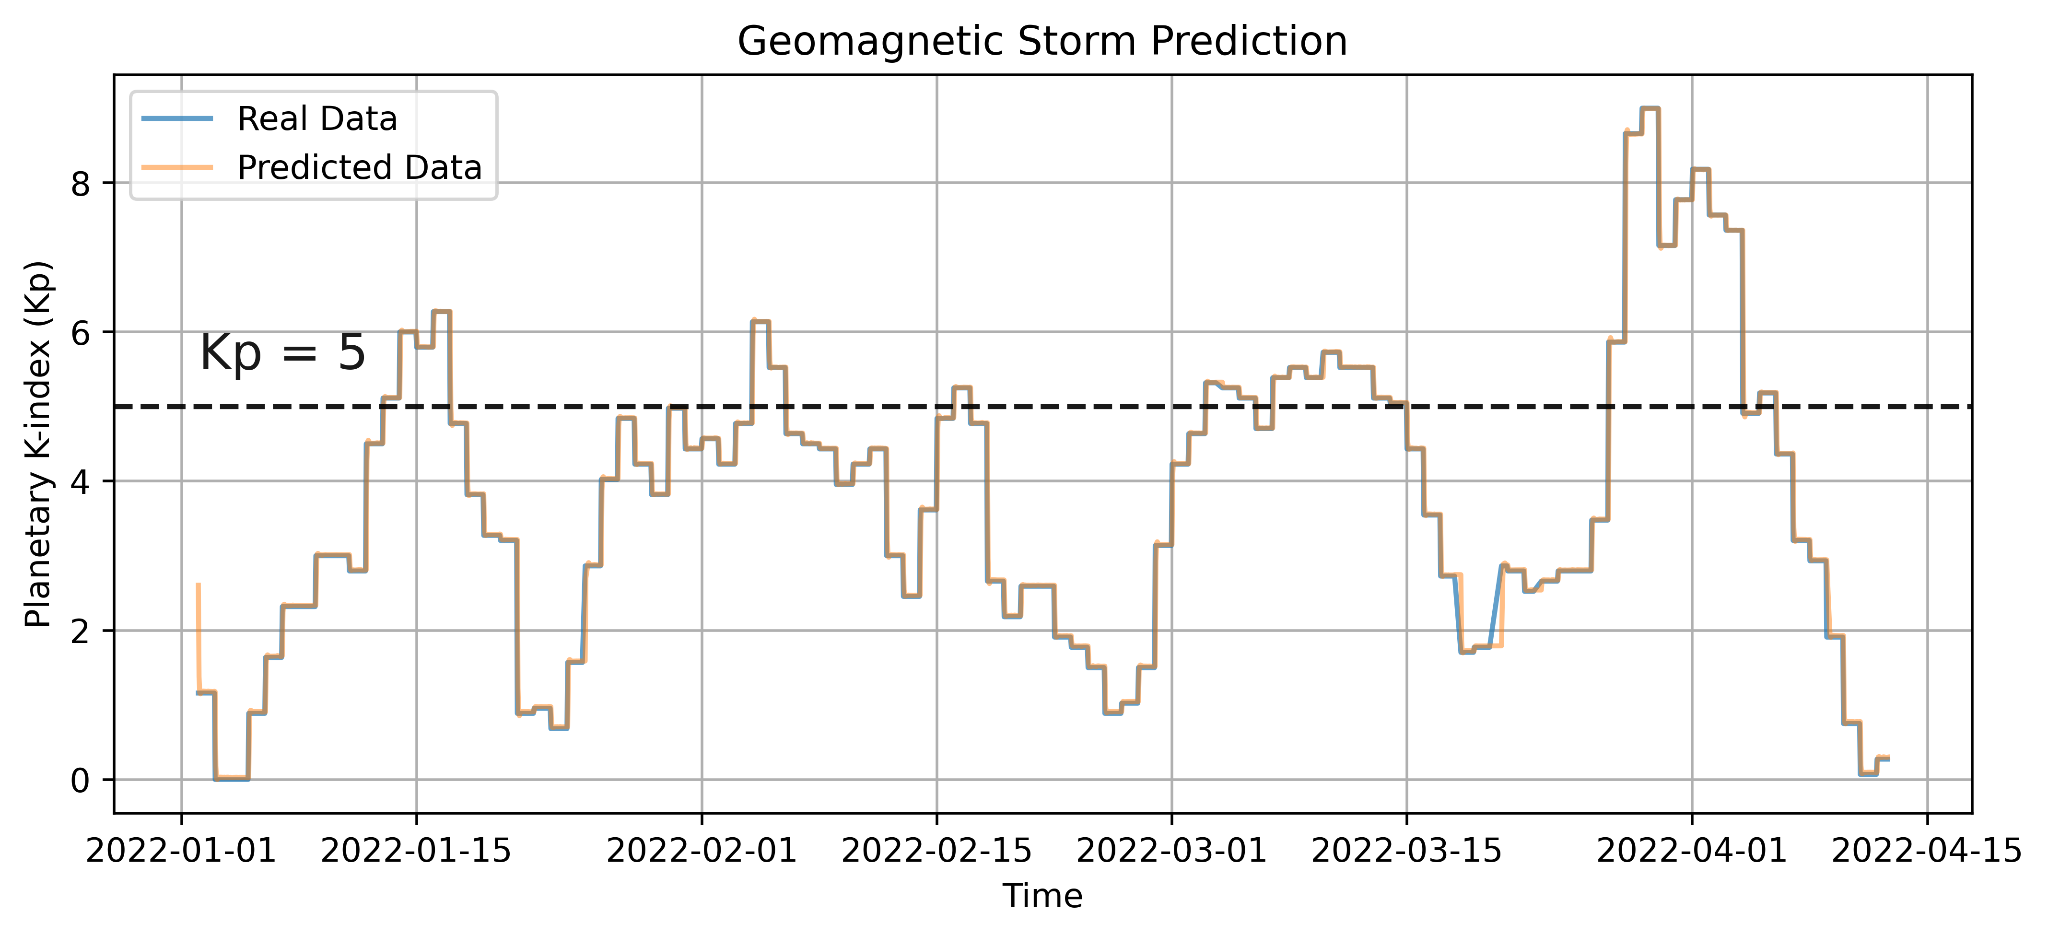 Geomagnetic Storm Prediction
Real Data
Predicted Data
Planetary K-index (Kp)
8
6
4
2
0
Kp = 5
2022-01-01 2022-01-15 2022-02-01 2022-02-15 2022-03-01 2022-03-15 2022-04-01 2022-04-15
Time